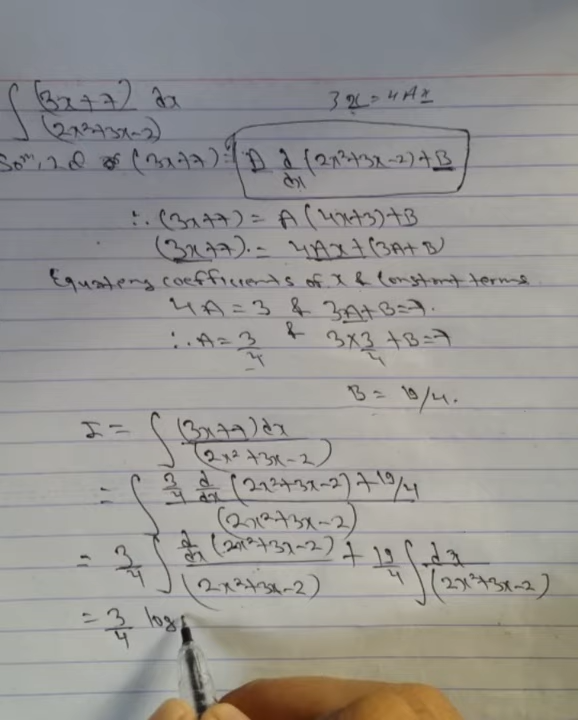 ∫ (3x+7) dx / (2x²+3x-2)
3x = 4Ax
Soln, (3x+7) = A d/dx (2x²+3x-2) + B
∴ (3x+7) = A(4x+3)+B
(3x+7) = 4Ax+(3A+B)
Equating coefficients of x & constant terms
4A = 3 & 3A+B=7.
∴ A = 3/4 & 3×3/4 +B=7
B = 19/4.
I = ∫ (3x+7)dx / (2x²+3x-2)
= ∫ 3/4 d/dx (2x²+3x-2) + 19/4 / (2x²+3x-2)
= 3/4 ∫ d/dx (2x²+3x-2) / (2x²+3x-2) + 19/4 ∫ dx / (2x²+3x-2)
= 3/4 log